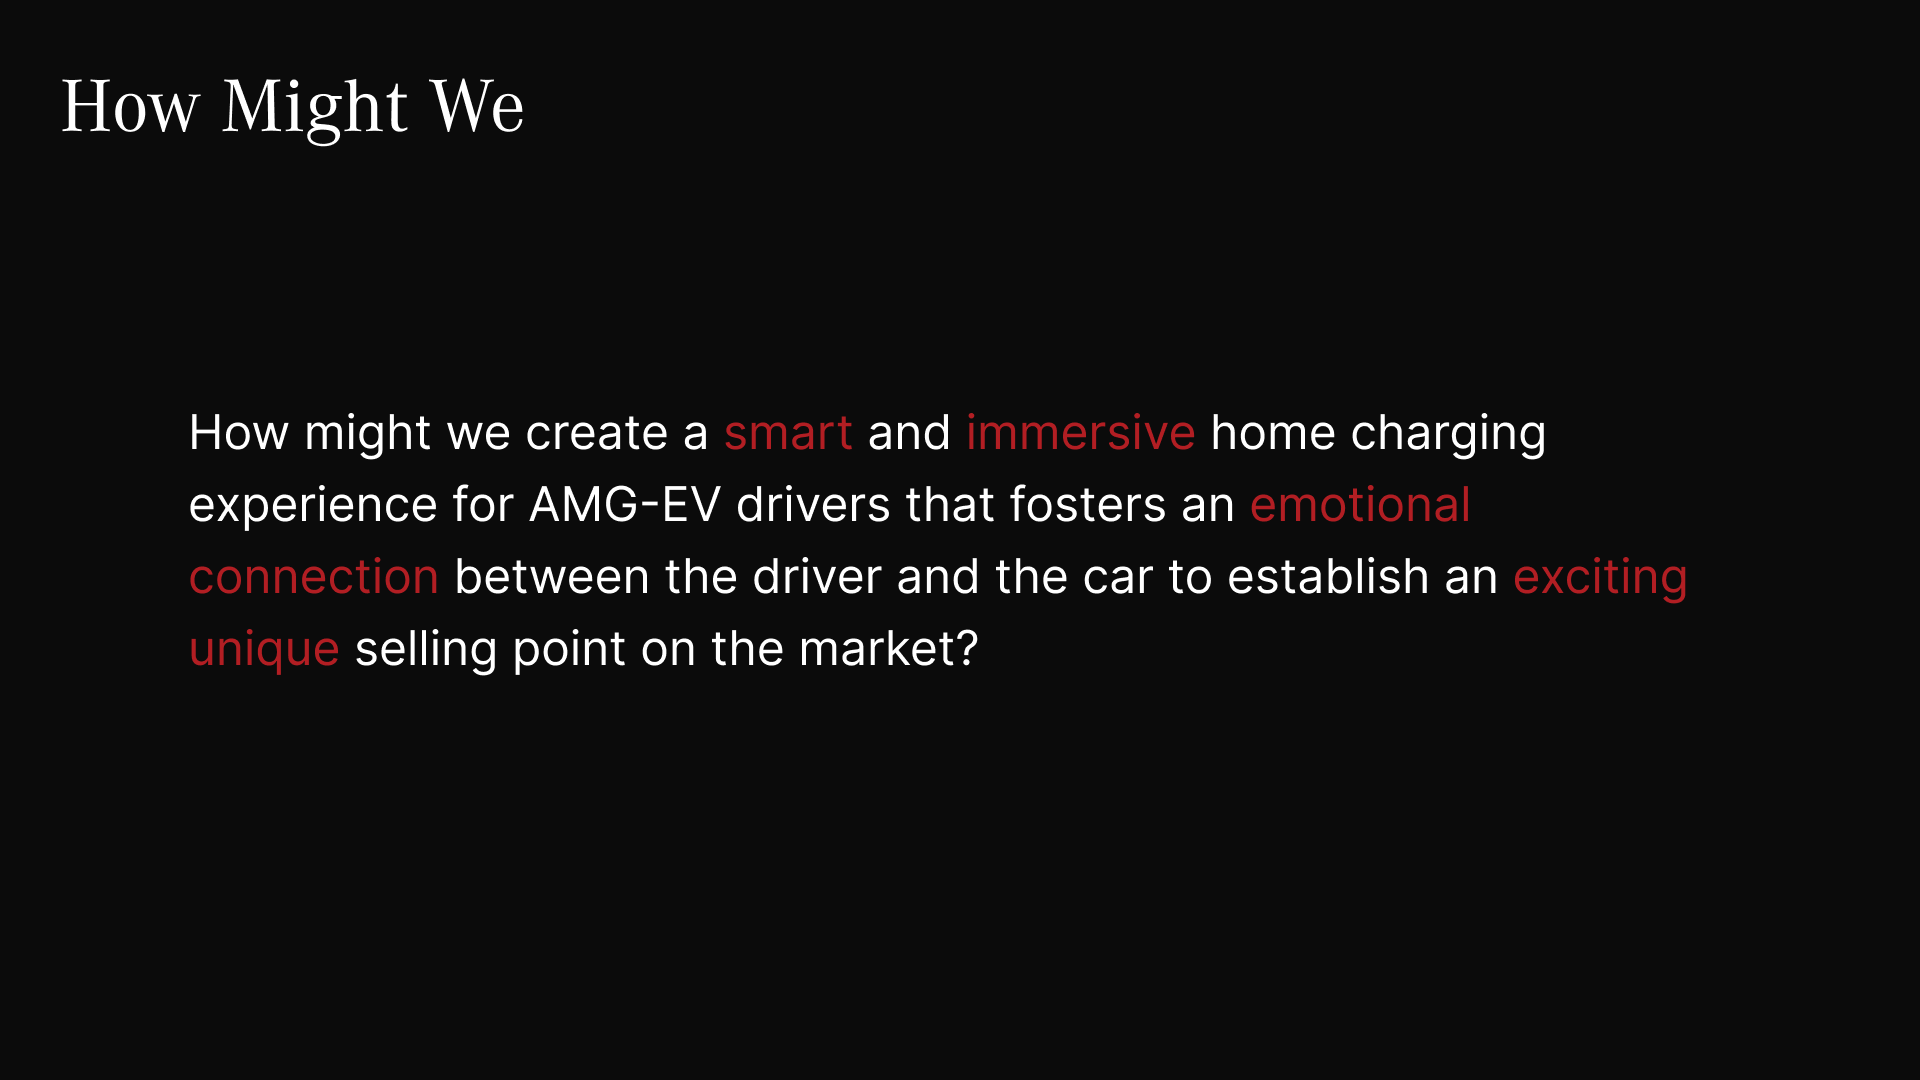 How Might We
How might we create a smart and immersive home charging
experience for AMG-EV drivers that fosters an emotional
connection between the driver and the car to establish an exciting
unique selling point on the market?